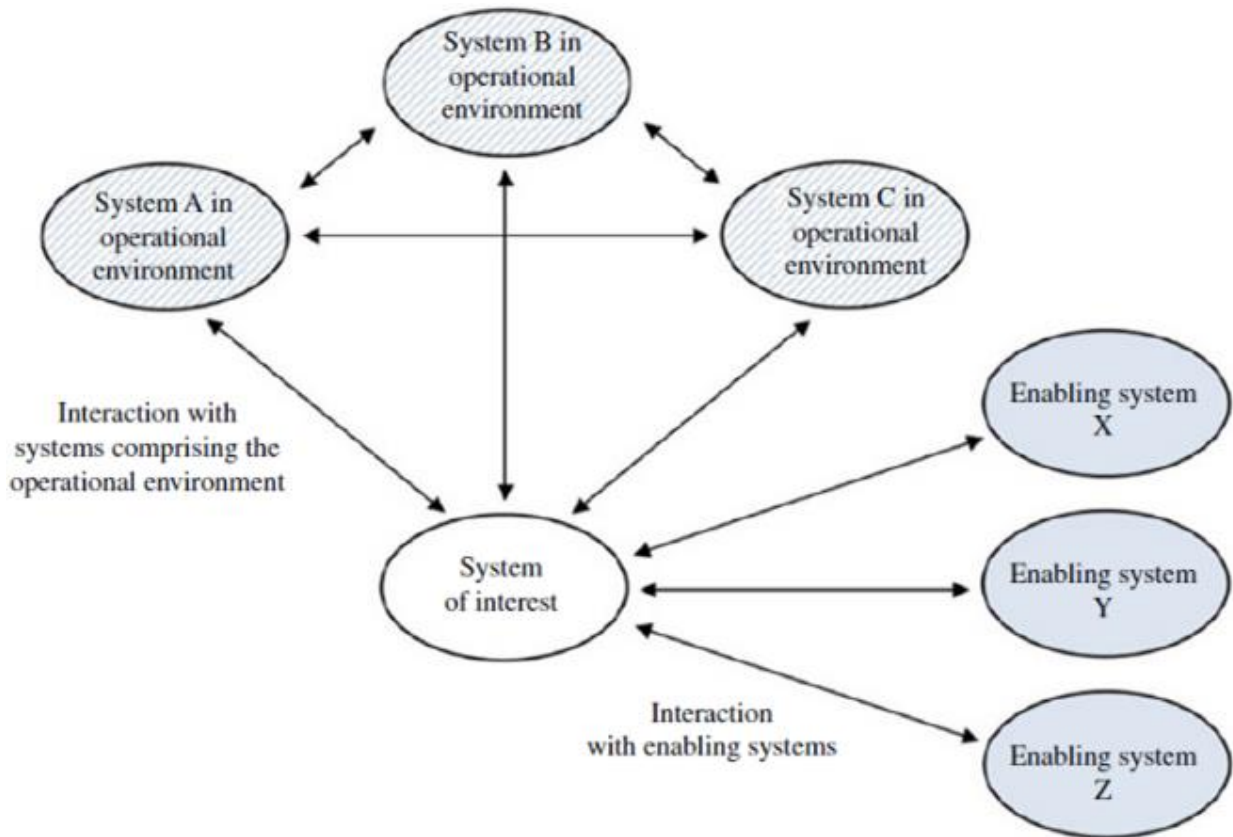 System B in
operational
environment
System A in
operational
environment
System C in
operational
environment
Interaction with
systems comprising the
operational environment
Enabling system
X
System
of interest
Enabling system
Y
Interaction
with enabling systems
Enabling system
Z